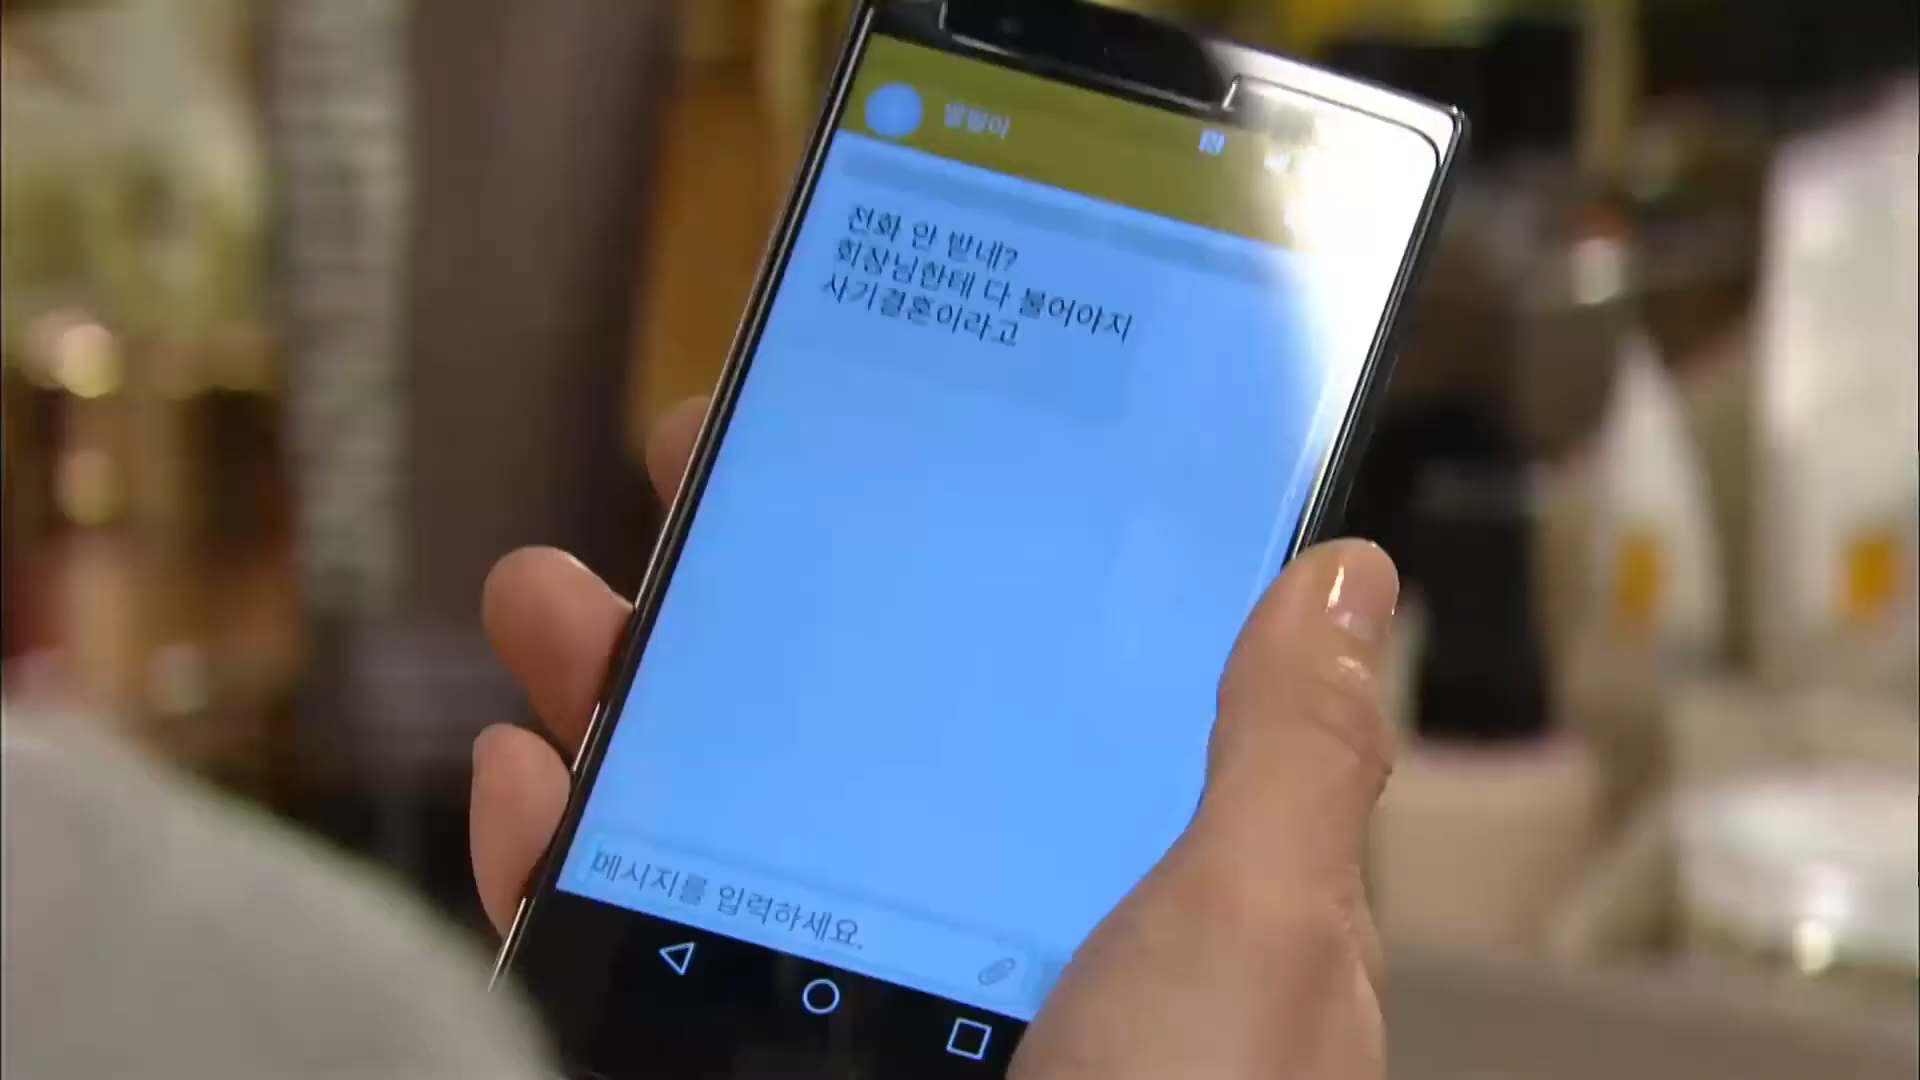 전화 안 받네?
회장님한테 다 불어야지
사기결혼이라고
메시지를 입력하세요.